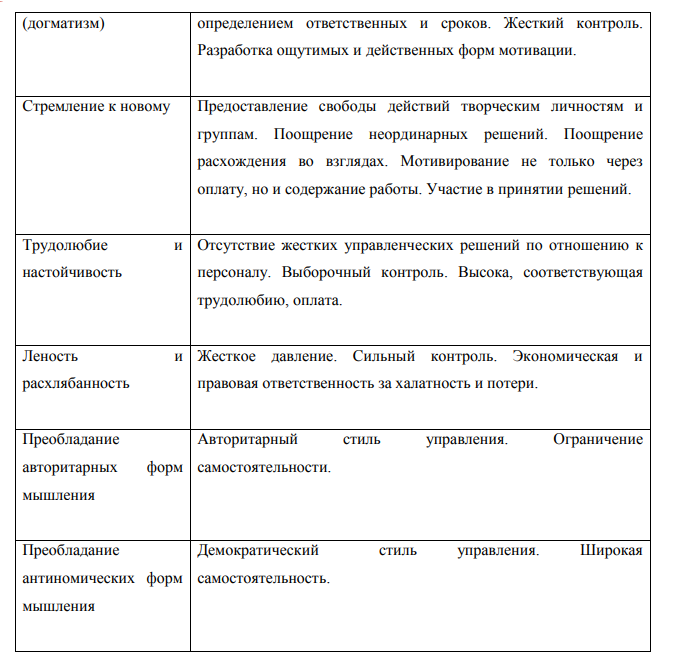 (догматизм)
определением ответственных и сроков. Жесткий контроль.
Разработка ощутимых и действенных форм мотивации.
Стремление к новому
Предоставление свободы действий творческим личностям и
группам. Поощрение неординарных решений. Поощрение
расхождения во взглядах. Мотивирование не только через
оплату, но и содержание работы. Участие в принятии решений.
Трудолюбие и
настойчивость
Отсутствие жестких управленческих решений по отношению к
персоналу. Выборочный контроль. Высока, соответствующая
трудолюбию, оплата.
Леность и
расхлябанность
Жесткое давление. Сильный контроль. Экономическая и
правовая ответственность за халатность и потери.
Преобладание
авторитарных форм
мышления
Авторитарный стиль управления. Ограничение
самостоятельности.
Преобладание
антиномических форм
мышления
Демократический стиль управления. Широкая
самостоятельность.